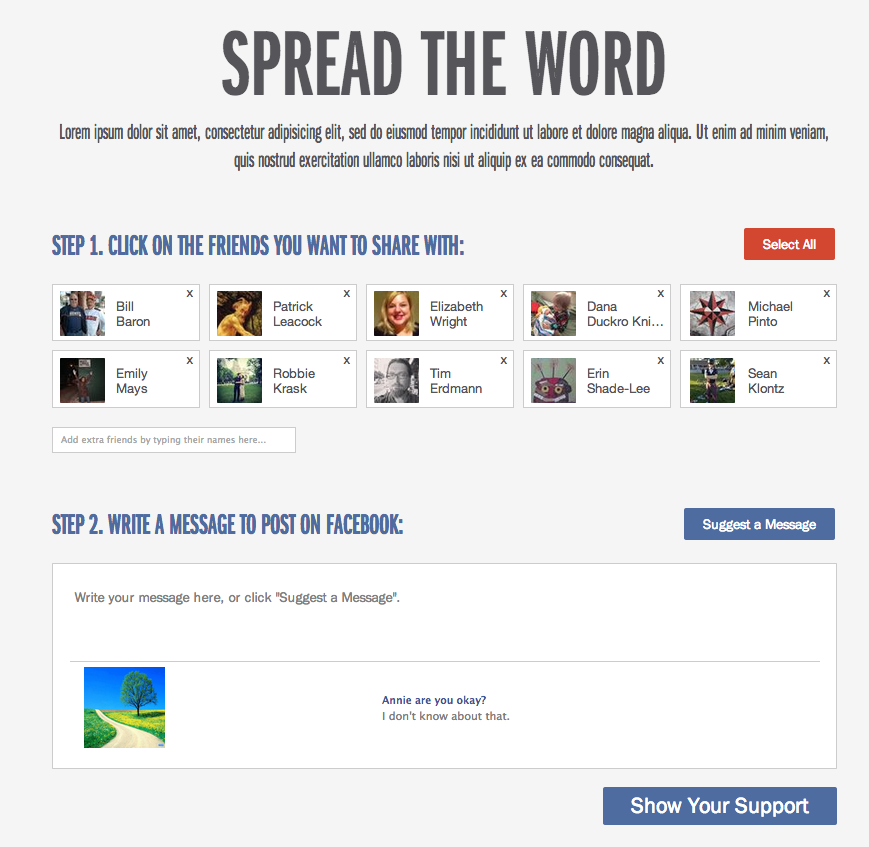 SPREAD THE WORD
Lorem ipsum dolor sit amet, consectetur adipisicing elit, sed do eiusmod tempor incididunt ut labore et dolore magna aliqua. Ut enim ad minim veniam,
quis nostrud exercitation ullamco laboris nisi ut aliquip ex ea commodo consequat.
STEP 1. CLICK ON THE FRIENDS YOU WANT TO SHARE WITH:
Select All
Bill
Baron
x
Patrick
Leacock
x
Elizabeth
Wright
x
Dana
Duckro Kni...
x
Michael
Pinto
x
Emily
Mays
x
Robbie
Krask
x
Tim
Erdmann
x
Erin
Shade-Lee
x
Sean
Klontz
x
Add extra friends by typing their names here...
STEP 2. WRITE A MESSAGE TO POST ON FACEBOOK:
Suggest a Message
Write your message here, or click "Suggest a Message".
Annie are you okay?
I don't know about that.
Show Your Support